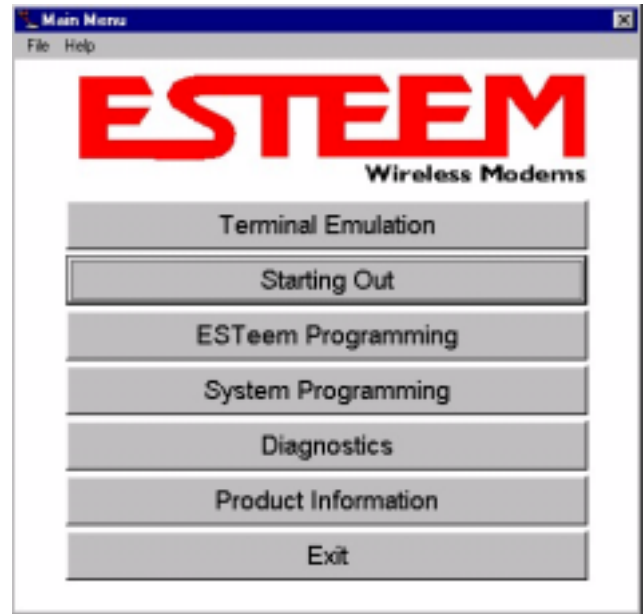 Main Menu
File Help
ESTEEM
Wireless Modems
Terminal Emulation
Starting Out
ESTeem Programming
System Programming
Diagnostics
Product Information
Exit